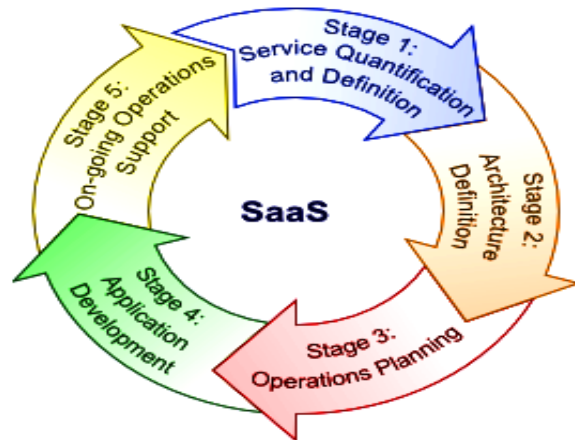 Stage 1:
Service Quantification
and Definition
Stage 2:
Architecture
Definition
Stage 3:
Operations Planning
Stage 4:
Application
Development
Stage 5:
On-going Operations
Support
SaaS